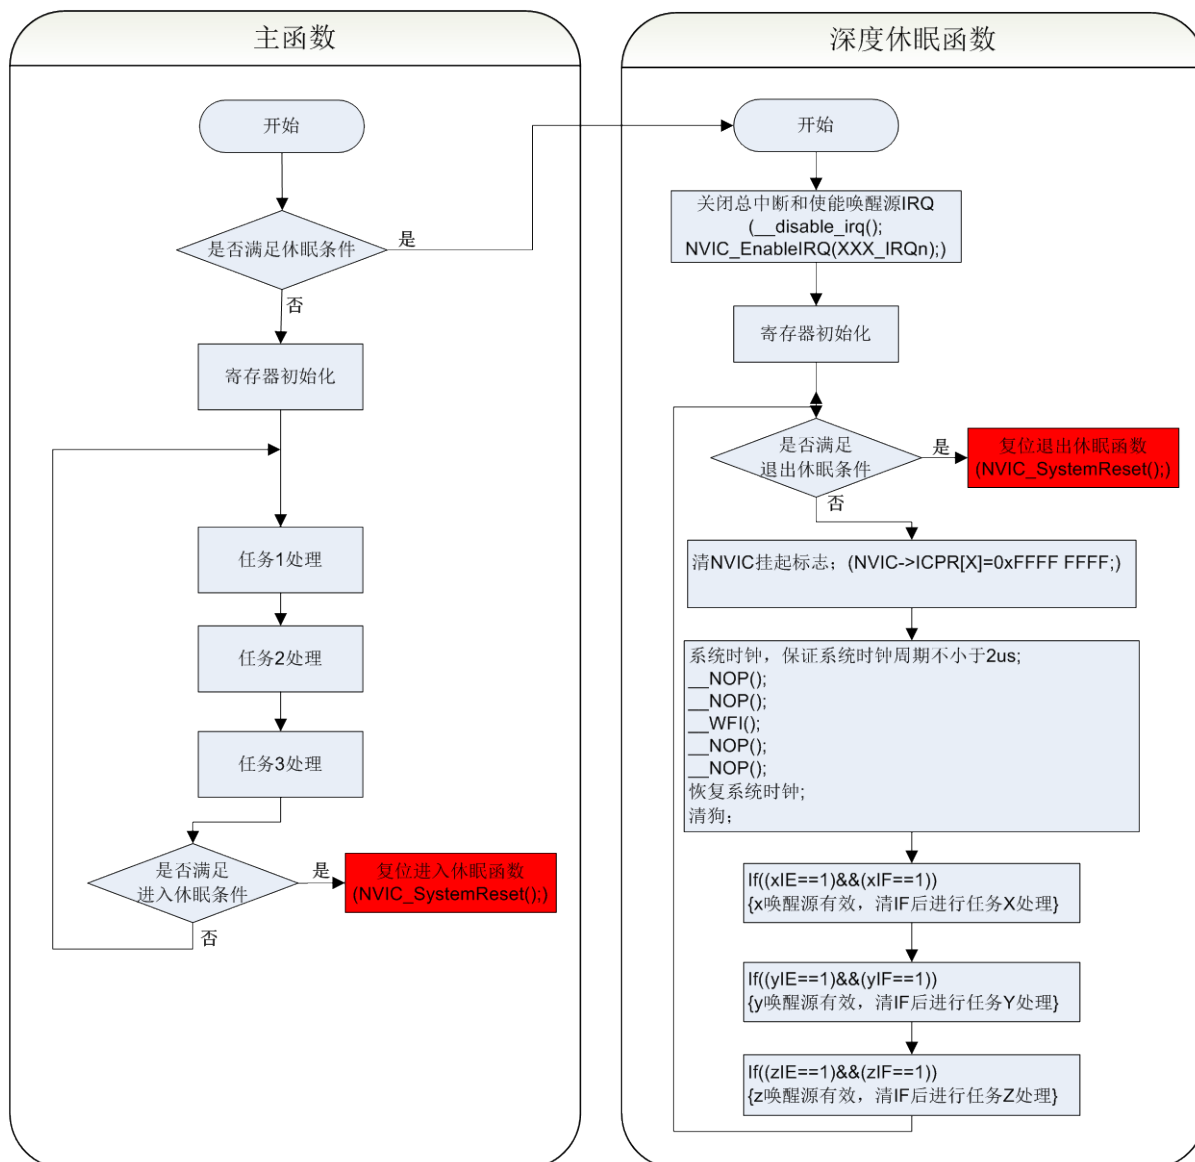 主函数
开始
是否满足休眠条件
是
否
寄存器初始化
任务1处理
任务2处理
任务3处理
是否满足
进入休眠条件
是
复位进入休眠函数
(NVIC_SystemReset();)
否
深度休眠函数
开始
关闭总中断和使能唤醒源IRQ
(__disable_irq();
NVIC_EnableIRQ(XXX_IRQn);)
寄存器初始化
是否满足
退出休眠条件
是
复位退出休眠函数
(NVIC_SystemReset();)
否
清NVIC挂起标志；(NVIC->ICPR[X]=0xFFFF FFFF;)
系统时钟，保证系统时钟周期不小于2us;
__NOP();
__NOP();
__WFI();
__NOP();
__NOP();
恢复系统时钟;
清狗；
If((xIE==1)&&(xIF==1))
{x唤醒源有效，清IF后进行任务X处理}
If((yIE==1)&&(yIF==1))
{y唤醒源有效，清IF后进行任务Y处理}
If((zIE==1)&&(zIF==1))
{z唤醒源有效，清IF后进行任务Z处理}